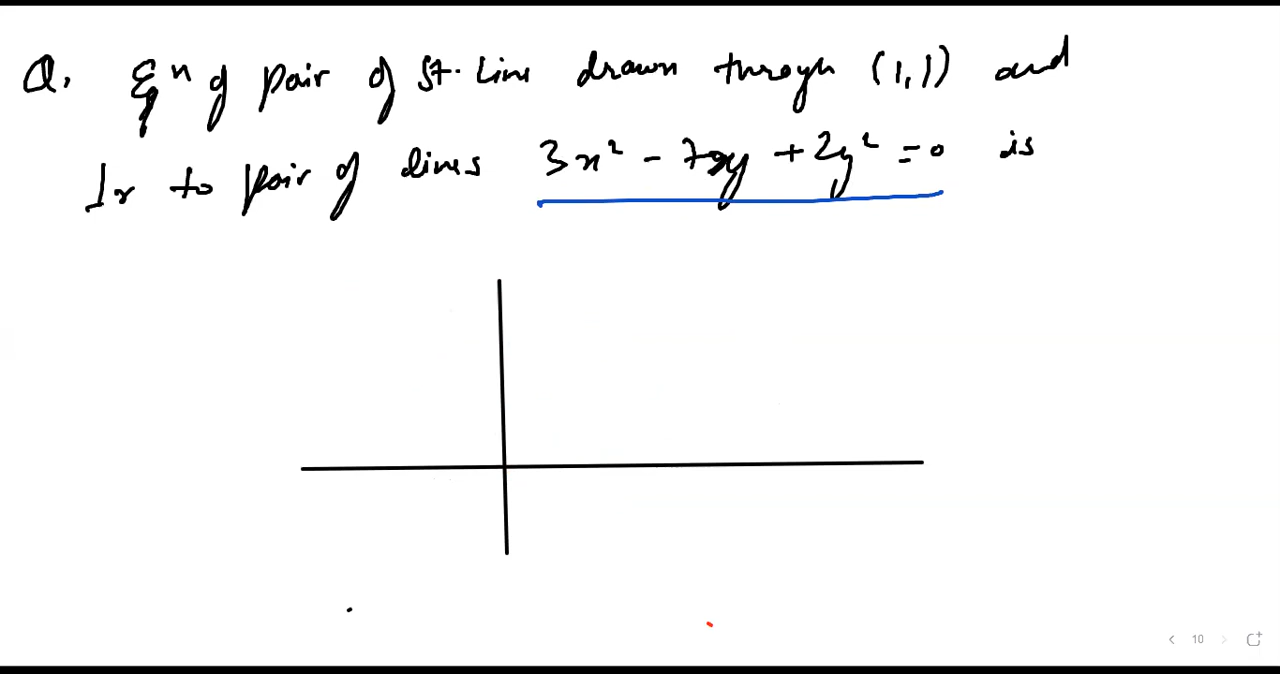 Q. Eqⁿ of pair of St. Line drawn through (1,1) and
⊥r to pair of lines 3x² - 7xy + 2y² = 0 is
10